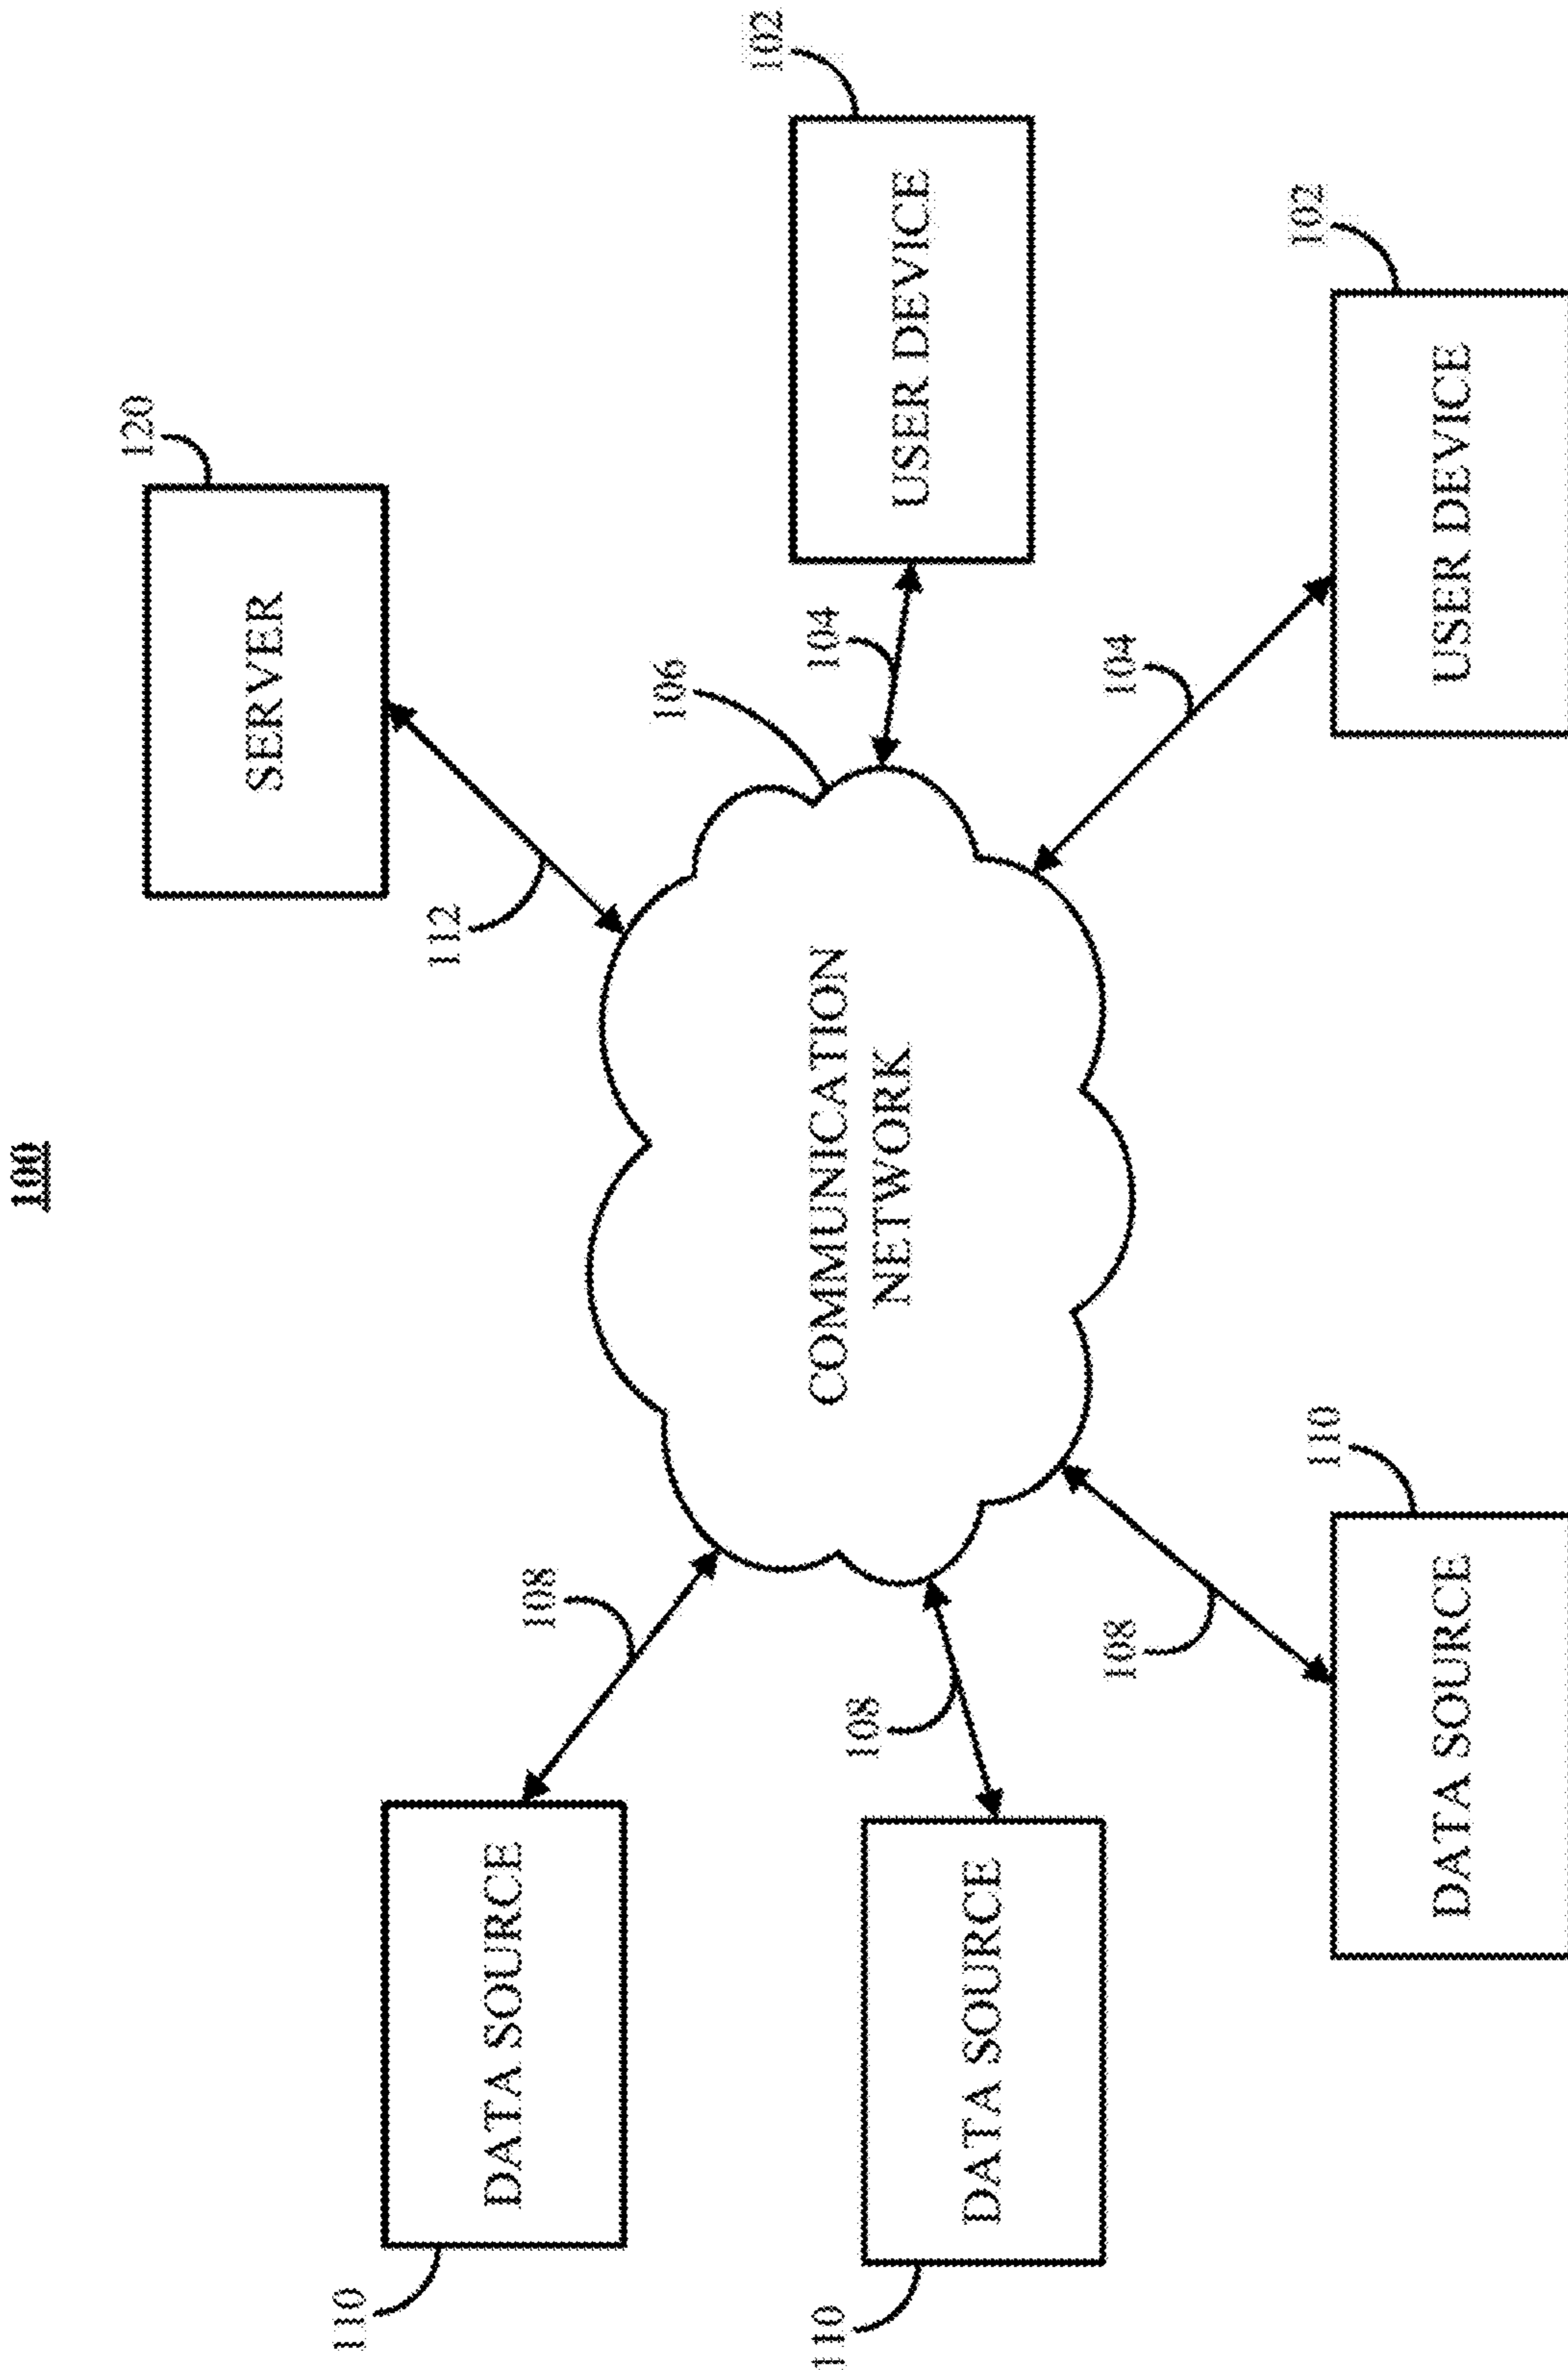 100
120
SERVER
112
106
102
USER DEVICE
104
COMMUNICATION
NETWORK
108
DATA SOURCE
110
108
DATA SOURCE
110
104
102
USER DEVICE
108
110
DATA SOURCE